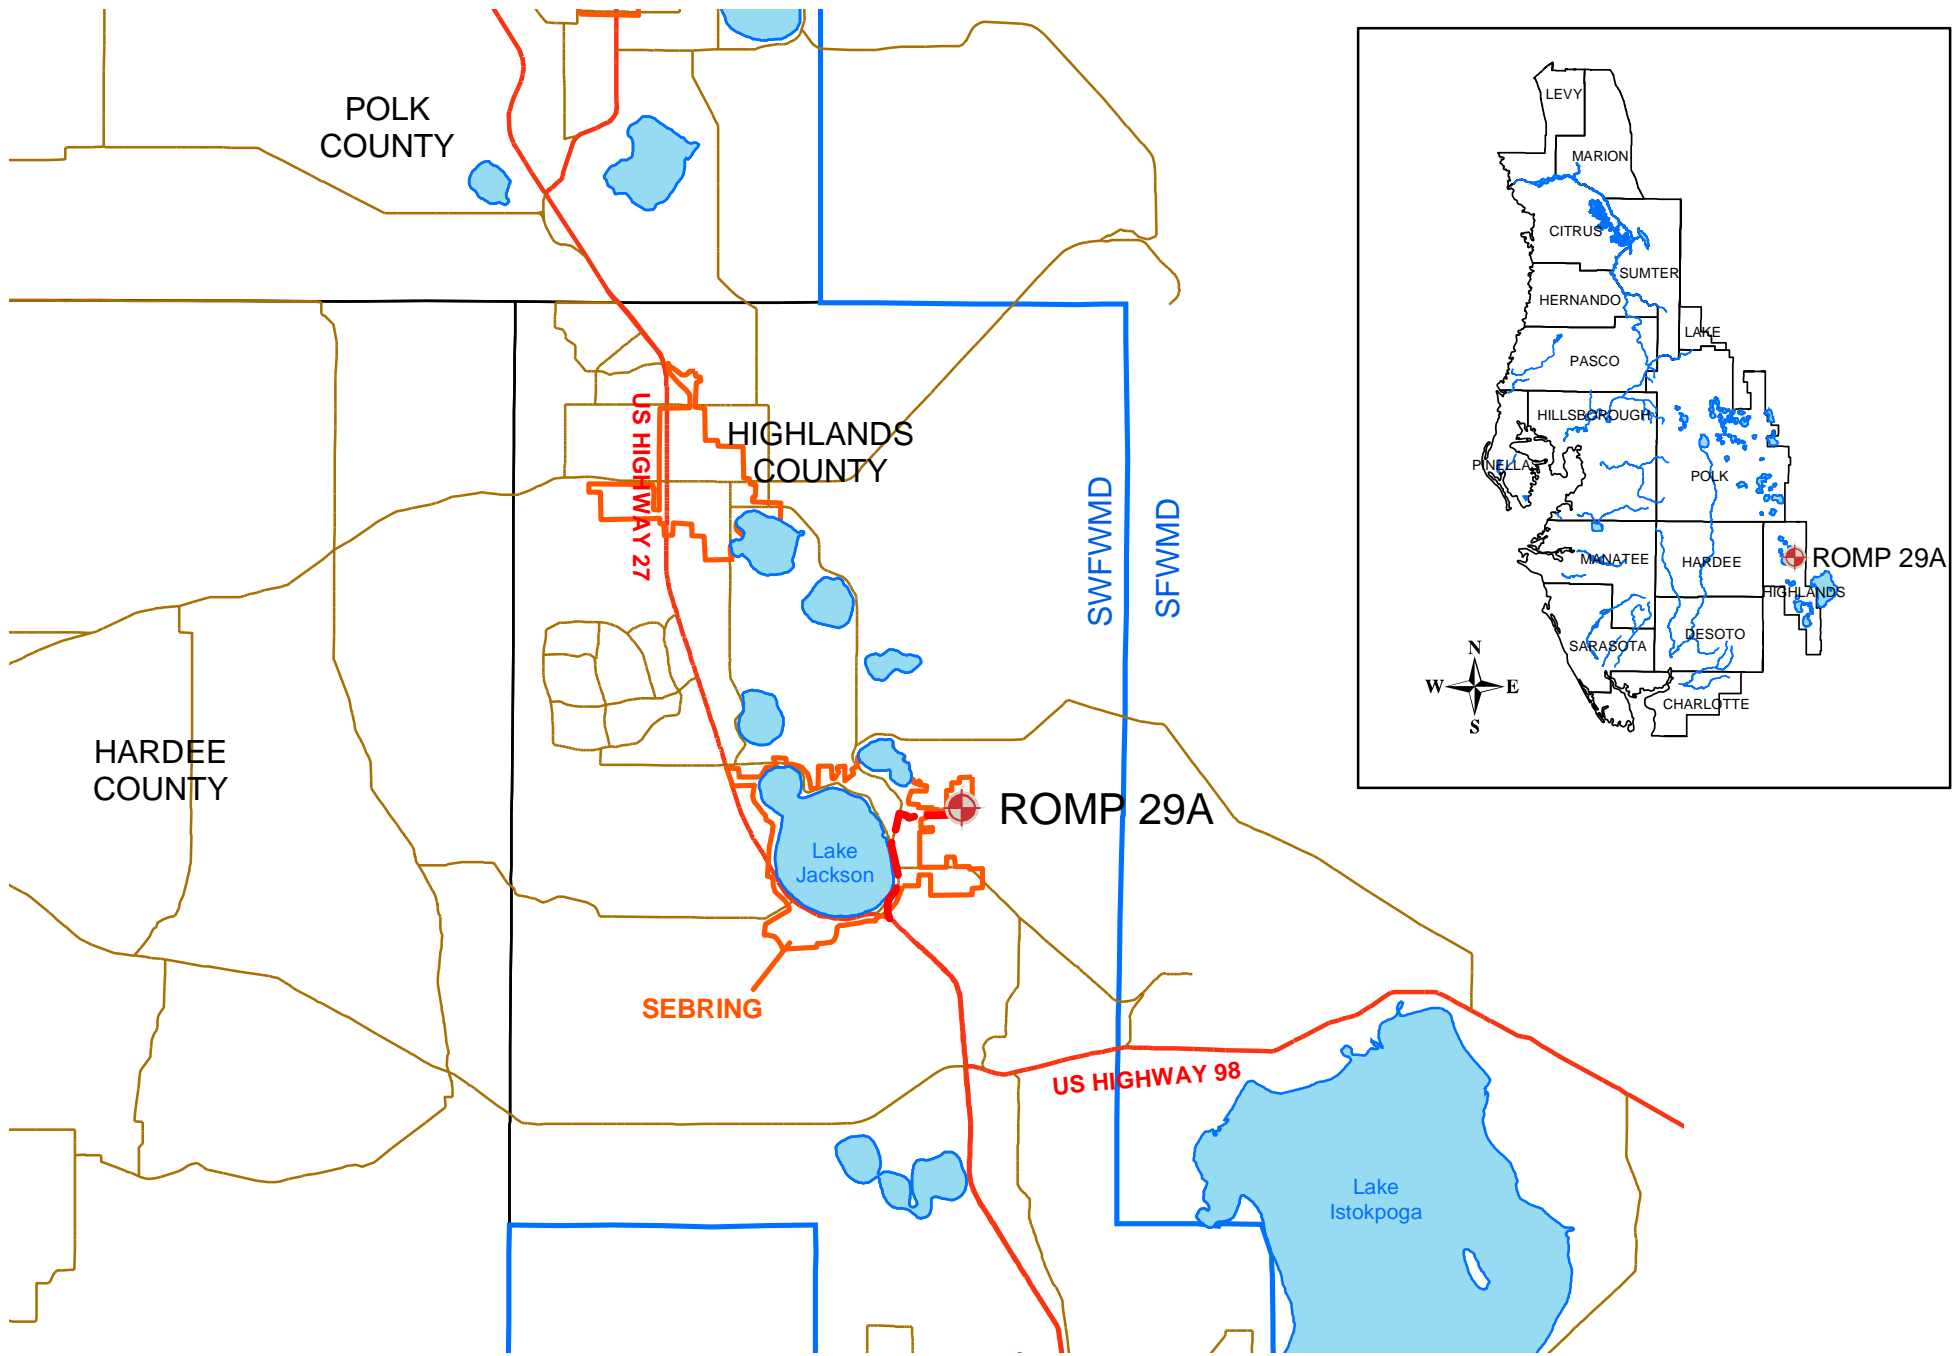 POLK
COUNTY
US HIGHWAY 27
HIGHLANDS
COUNTY
SWFWMD
SFWMD
HARDEE
COUNTY
ROMP 29A
Lake
Jackson
SEBRING
US HIGHWAY 98
Lake
Istokpoga
LEVY
MARION
CITRUS
SUMTER
HERNANDO
LAKE
PASCO
HILLSBOROUGH
PINELLAS
POLK
MANATEE
HARDEE
ROMP 29A
HIGHLANDS
DESOTO
SARASOTA
CHARLOTTE
N
W E
S